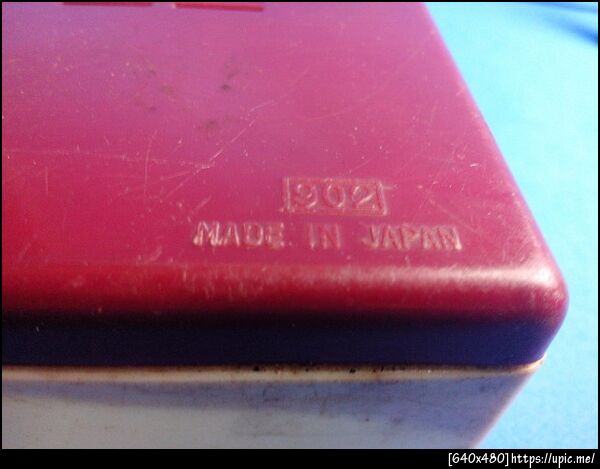 902
MADE IN JAPAN
[640x480]https://upic.me/